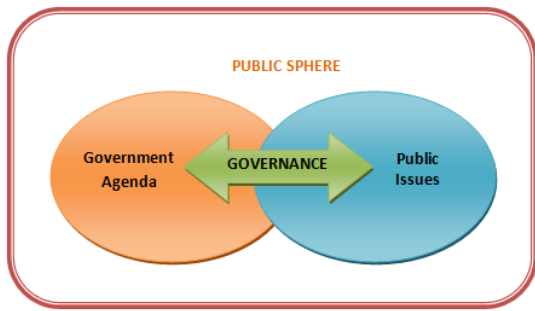 PUBLIC SPHERE
Government
Agenda
GOVERNANCE
Public
Issues